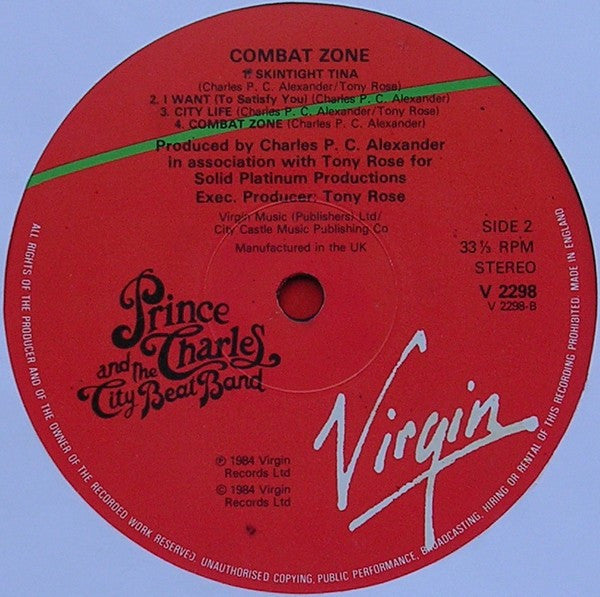 COMBAT ZONE
1. SKINTIGHT TINA
(Charles P. C. Alexander/Tony Rosa)
2. I WANT (To Satisfy You) (Charles P. C. Alexander)
3. CITY LIFE (Charles P. C. Alexander/Tony Rose)
4. COMBAT ZONE (Charles P. C. Alexander)
Produced by Charles P. C. Alexander
in association with Tony Rose for
Solid Platinum Productions
Exec. Producer: Tony Rose
Virgin Music (Publishers) Ltd/
City Castle Music Publishing Co
Manufactured in the UK
SIDE 2
33⅓ RPM
STEREO
V 2298
V 2298-B
Prince
Charles
and the
City Beat Band
Virgin
℗ 1984 Virgin
Records Ltd
© 1984 Virgin
Records Ltd
ALL RIGHTS OF THE PRODUCER AND OF THE OWNER OF THE RECORDED WORK RESERVED. UNAUTHORISED COPYING, PUBLIC PERFORMANCE, BROADCASTING, HIRING OR RENTAL OF THIS RECORDING PROHIBITED. MADE IN ENGLAND